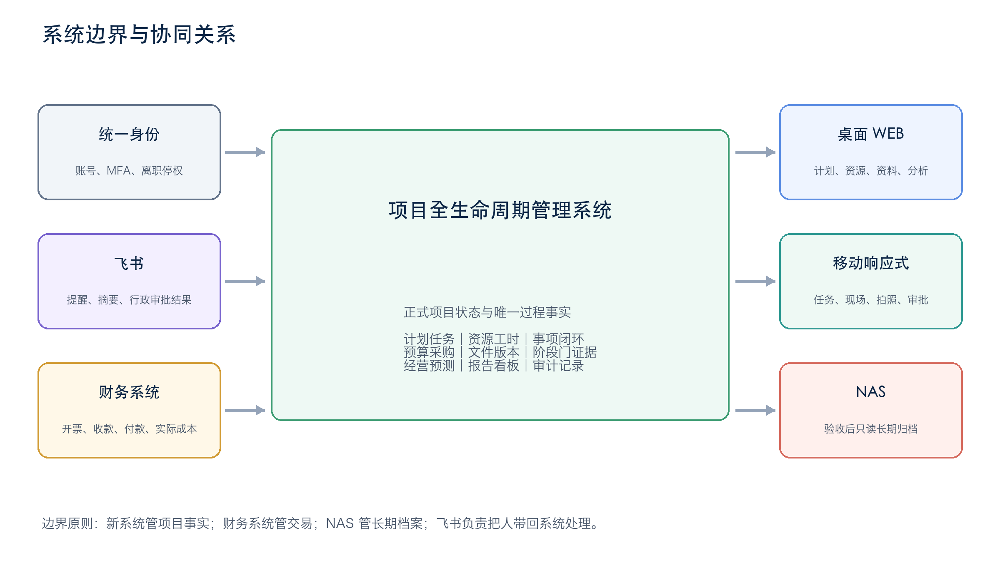 系统边界与协同关系
统一身份
账号、MFA、离职停权
飞书
提醒、摘要、行政审批结果
财务系统
开票、收款、付款、实际成本
项目全生命周期管理系统
正式项目状态与唯一过程事实
计划任务｜资源工时｜事项闭环
预算采购｜文件版本｜阶段门证据
经营预测｜报告看板｜审计记录
桌面 WEB
计划、资源、资料、分析
移动响应式
任务、现场、拍照、审批
NAS
验收后只读长期归档
边界原则：新系统管项目事实；财务系统管交易；NAS 管长期档案；飞书负责把人带回系统处理。